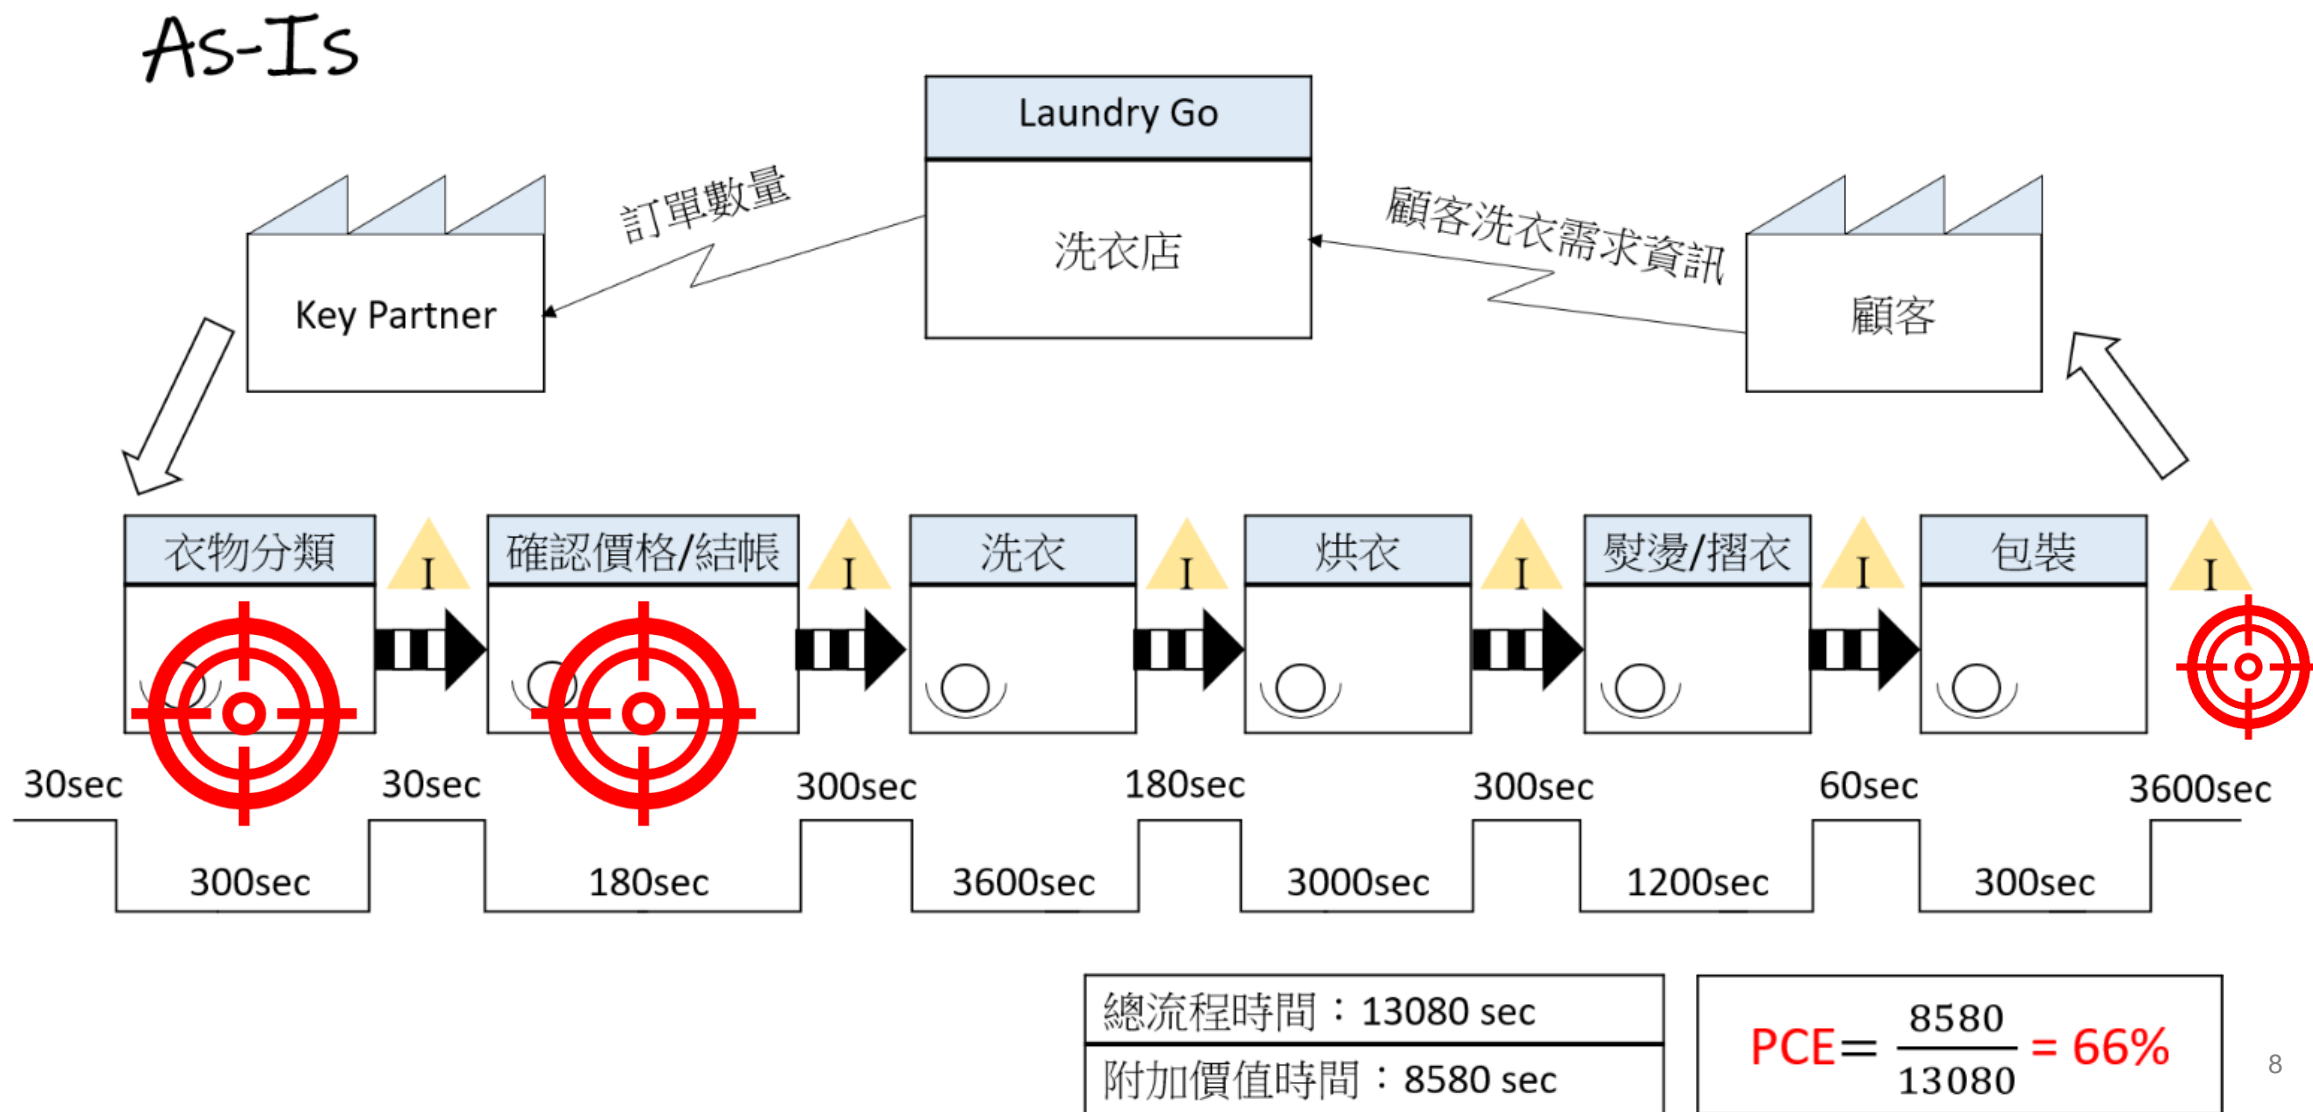 As-Is
Laundry Go
洗衣店
訂單數量
顧客洗衣需求資訊
Key Partner
顧客
衣物分類
I
確認價格/結帳
I
洗衣
I
烘衣
I
熨燙/摺衣
I
包裝
I
30sec
30sec
300sec
180sec
300sec
60sec
3600sec
300sec
180sec
3600sec
3000sec
1200sec
300sec
總流程時間：13080 sec
附加價值時間：8580 sec
PCE= 8580/13080 = 66%
8